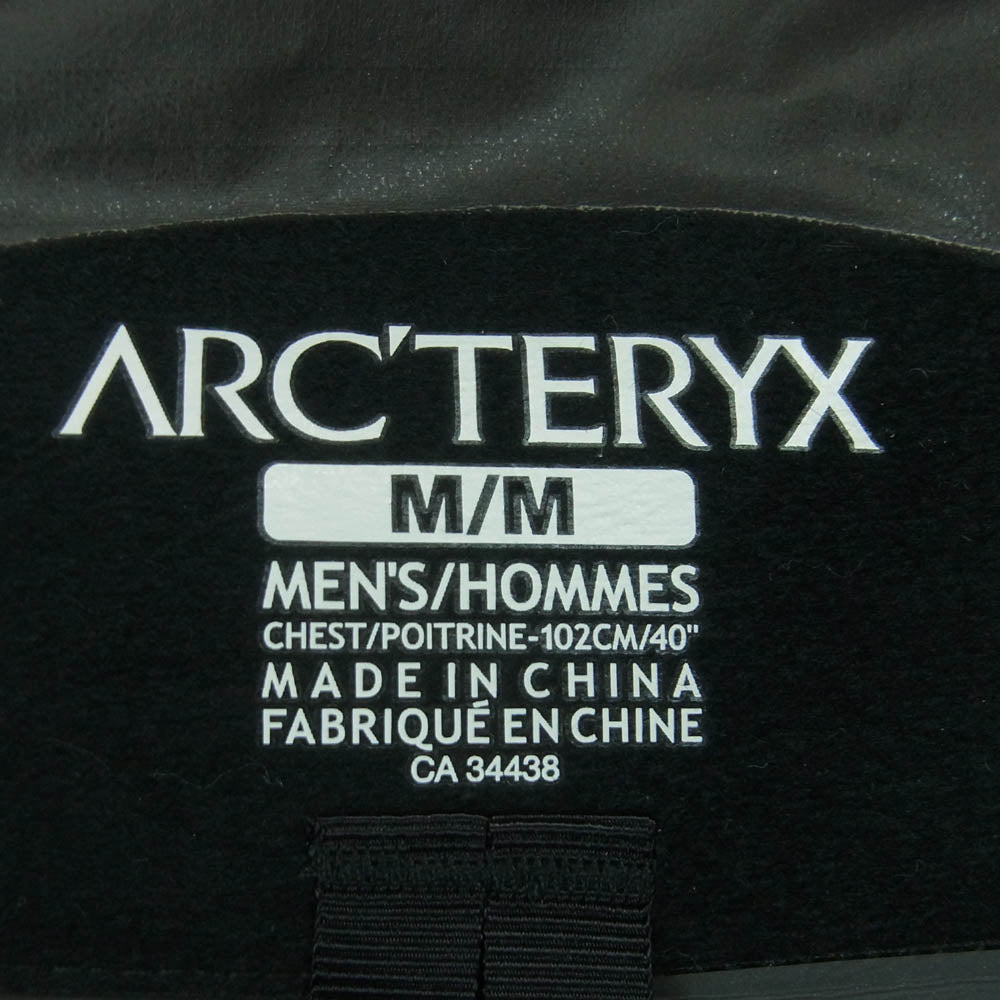 ARC'TERYX
M/M
MEN'S/HOMMES
CHEST/POITRINE-102CM/40"
MADE IN CHINA
FABRIQUÉ EN CHINE
CA 34438